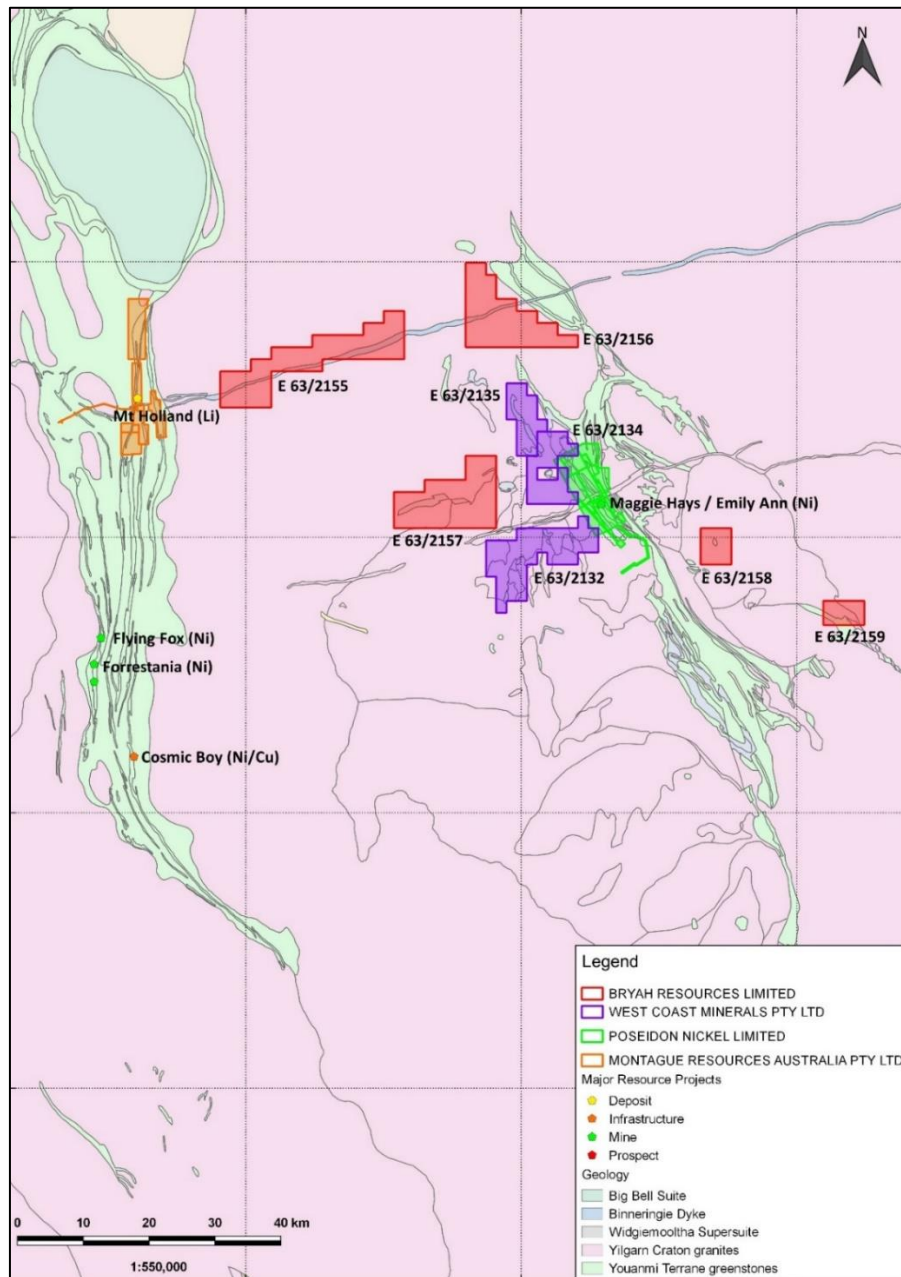 N
E 63/2156
E 63/2155
E 63/2135
Mt Holland (Li)
E 63/2134
Maggie Hays / Emily Ann (Ni)
E 63/2157
E 63/2132
E 63/2158
E 63/2159
Flying Fox (Ni)
Forrestania (Ni)
Cosmic Boy (Ni/Cu)
Legend
BRYAH RESOURCES LIMITED
WEST COAST MINERALS PTY LTD
POSEIDON NICKEL LIMITED
MONTAGUE RESOURCES AUSTRALIA PTY LTD
Major Resource Projects
Deposit
Infrastructure
Mine
Prospect
Geology
Big Bell Suite
Binneringie Dyke
Widgiemooltha Supersuite
Yilgarn Craton granites
Youanmi Terrane greenstones
0 10 20 30 40 km
1:550,000